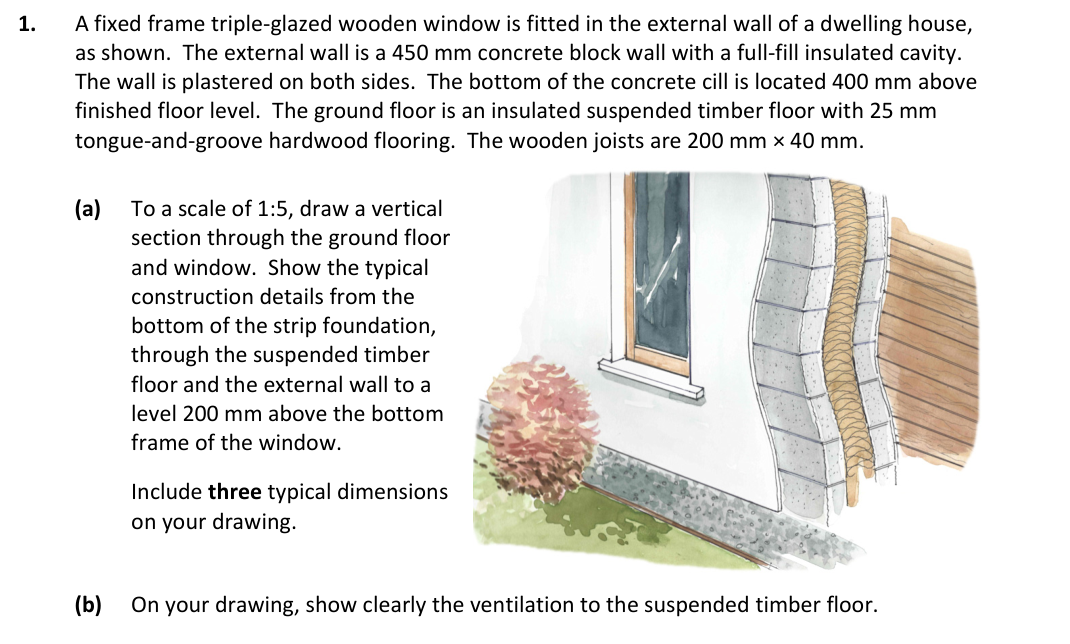 1. A fixed frame triple-glazed wooden window is fitted in the external wall of a dwelling house,
as shown. The external wall is a 450 mm concrete block wall with a full-fill insulated cavity.
The wall is plastered on both sides. The bottom of the concrete cill is located 400 mm above
finished floor level. The ground floor is an insulated suspended timber floor with 25 mm
tongue-and-groove hardwood flooring. The wooden joists are 200 mm × 40 mm.
(a) To a scale of 1:5, draw a vertical
section through the ground floor
and window. Show the typical
construction details from the
bottom of the strip foundation,
through the suspended timber
floor and the external wall to a
level 200 mm above the bottom
frame of the window.
Include three typical dimensions
on your drawing.
(b) On your drawing, show clearly the ventilation to the suspended timber floor.